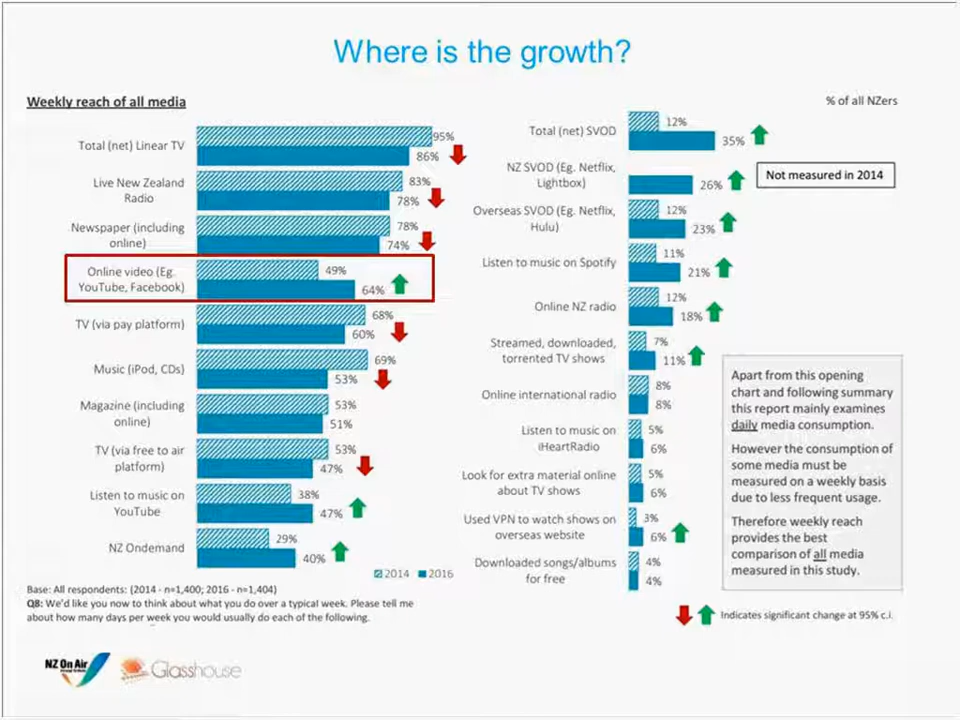 Where is the growth?
Weekly reach of all media
% of all NZers
Total (net) Linear TV
95%
86%
Live New Zealand
Radio
83%
78%
Newspaper (including
online)
78%
74%
Online video (Eg.
YouTube, Facebook)
49%
64%
TV (via pay platform)
68%
60%
Music (iPod, CDs)
69%
53%
Magazine (including
online)
53%
51%
TV (via free to air
platform)
53%
47%
Listen to music on
YouTube
38%
47%
NZ Ondemand
29%
40%
2014 2016
Total (net) SVOD
12%
35%
NZ SVOD (Eg. Netflix,
Lightbox)
26%
Not measured in 2014
Overseas SVOD (Eg. Netflix,
Hulu)
12%
23%
Listen to music on Spotify
11%
21%
Online NZ radio
12%
18%
Streamed, downloaded,
torrented TV shows
7%
11%
Online international radio
8%
8%
Listen to music on
iHeartRadio
5%
6%
Look for extra material online
about TV shows
5%
6%
Used VPN to watch shows on
overseas website
3%
6%
Downloaded songs/albums
for free
4%
4%
Apart from this opening
chart and following summary
this report mainly examines
daily media consumption.
However the consumption of
some media must be
measured on a weekly basis
due to less frequent usage.
Therefore weekly reach
provides the best
comparison of all media
measured in this study.
Indicates significant change at 95% c.i.
Base: All respondents: (2014 - n=1,400; 2016 - n=1,404)
Q8: We'd like you now to think about what you do over a typical week. Please tell me
about how many days per week you would usually do each of the following.
NZ On Air
Glasshouse